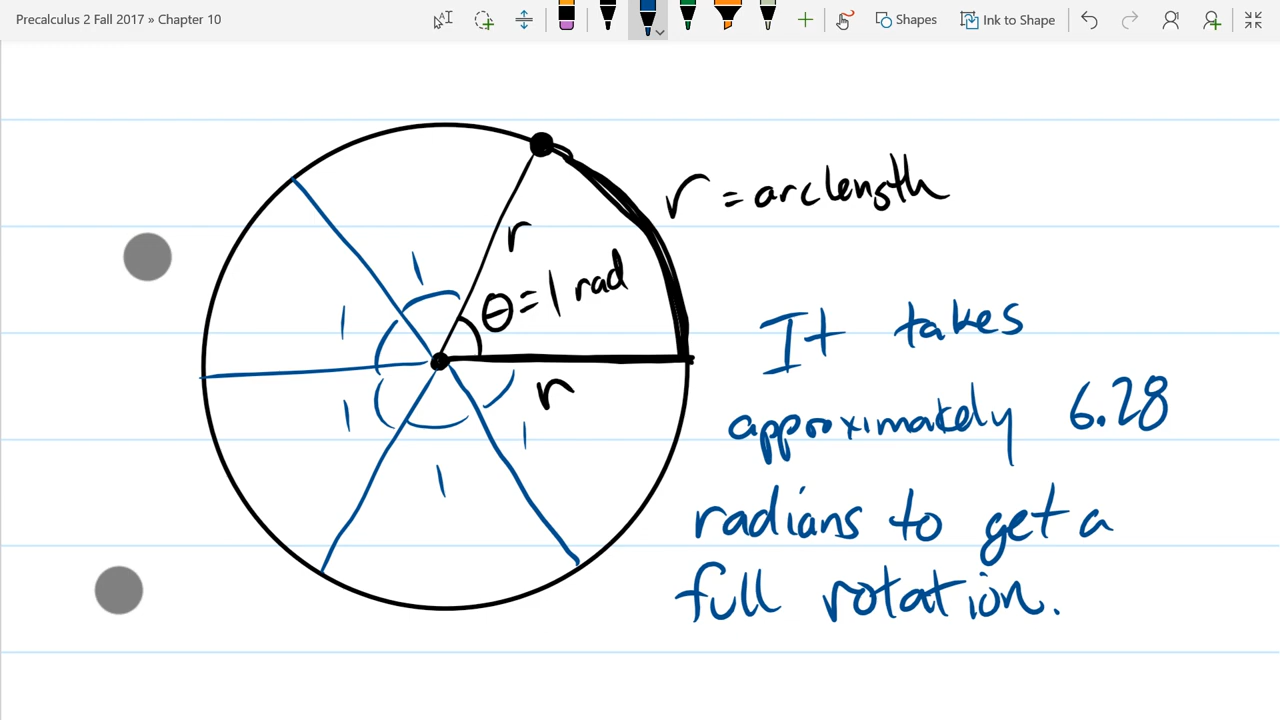 Precalculus 2 Fall 2017 » Chapter 10
Shapes
Ink to Shape
r = arclength
r
θ = 1 rad
r
1
1
1
1
1
It takes
approximately 6.28
radians to get a
full rotation.